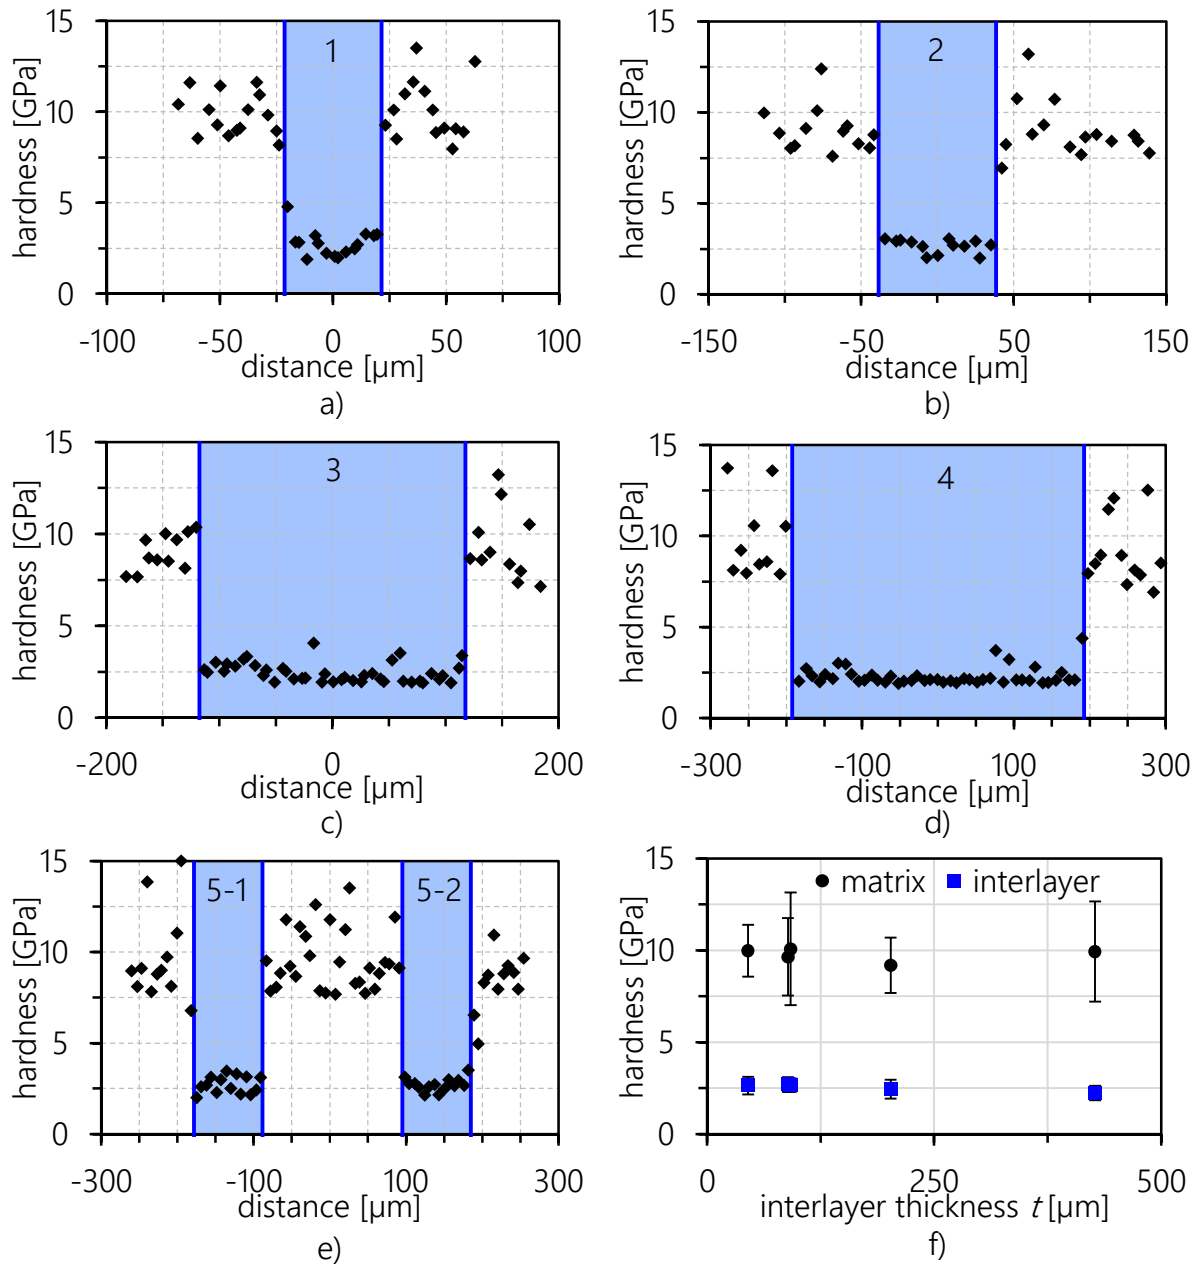 15
10
5
0
hardness [GPa]
1
-100
-50
0
50
100
distance [µm]
a)
15
10
5
0
hardness [GPa]
2
-150
-50
50
150
distance [µm]
b)
15
10
5
0
hardness [GPa]
3
-200
0
200
distance [µm]
c)
15
10
5
0
hardness [GPa]
4
-300
-100
100
300
distance [µm]
d)
15
10
5
0
hardness [GPa]
5-1
5-2
-300
-100
100
300
distance [µm]
e)
15
10
5
0
hardness [GPa]
matrix
interlayer
0
250
500
interlayer thickness t [µm]
f)